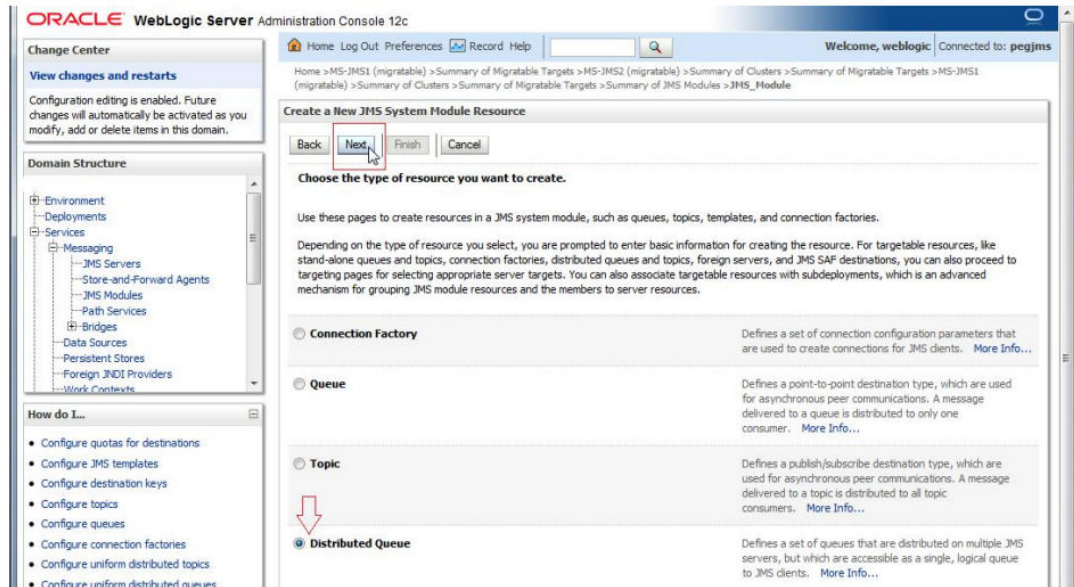 ORACLE WebLogic Server Administration Console 12c
Change Center
View changes and restarts
Configuration editing is enabled. Future
changes will automatically be activated as you
modify, add or delete items in this domain.
Domain Structure
Environment
Deployments
Services
Messaging
JMS Servers
Store-and-Forward Agents
JMS Modules
Path Services
Bridges
Data Sources
Persistent Stores
Foreign JNDI Providers
Work Contexts
How do I...
Configure quotas for destinations
Configure JMS templates
Configure destination keys
Configure topics
Configure queues
Configure connection factories
Configure uniform distributed topics
Configure uniform distributed queues
Home Log Out Preferences Record Help
Welcome, weblogic Connected to: pegjms
Home >MS-JMS1 (migratable) >Summary of Migratable Targets >MS-JMS2 (migratable) >Summary of Clusters >Summary of Migratable Targets >MS-JMS1
(migratable) >Summary of Clusters >Summary of Migratable Targets >Summary of JMS Modules >JMS_Module
Create a New JMS System Module Resource
Back Next Finish Cancel
Choose the type of resource you want to create.
Use these pages to create resources in a JMS system module, such as queues, topics, templates, and connection factories.
Depending on the type of resource you select, you are prompted to enter basic information for creating the resource. For targetable resources, like
stand-alone queues and topics, connection factories, distributed queues and topics, foreign servers, and JMS SAF destinations, you can also proceed to
targeting pages for selecting appropriate server targets. You can also associate targetable resources with subdeployments, which is an advanced
mechanism for grouping JMS module resources and the members to server resources.
Connection Factory
Defines a set of connection configuration parameters that
are used to create connections for JMS clients. More Info...
Queue
Defines a point-to-point destination type, which are used
for asynchronous peer communications. A message
delivered to a queue is distributed to only one
consumer. More Info...
Topic
Defines a publish/subscribe destination type, which are
used for asynchronous peer communications. A message
delivered to a topic is distributed to all topic
consumers. More Info...
Distributed Queue
Defines a set of queues that are distributed on multiple JMS
servers, but which are accessible as a single, logical queue
to JMS clients. More Info...